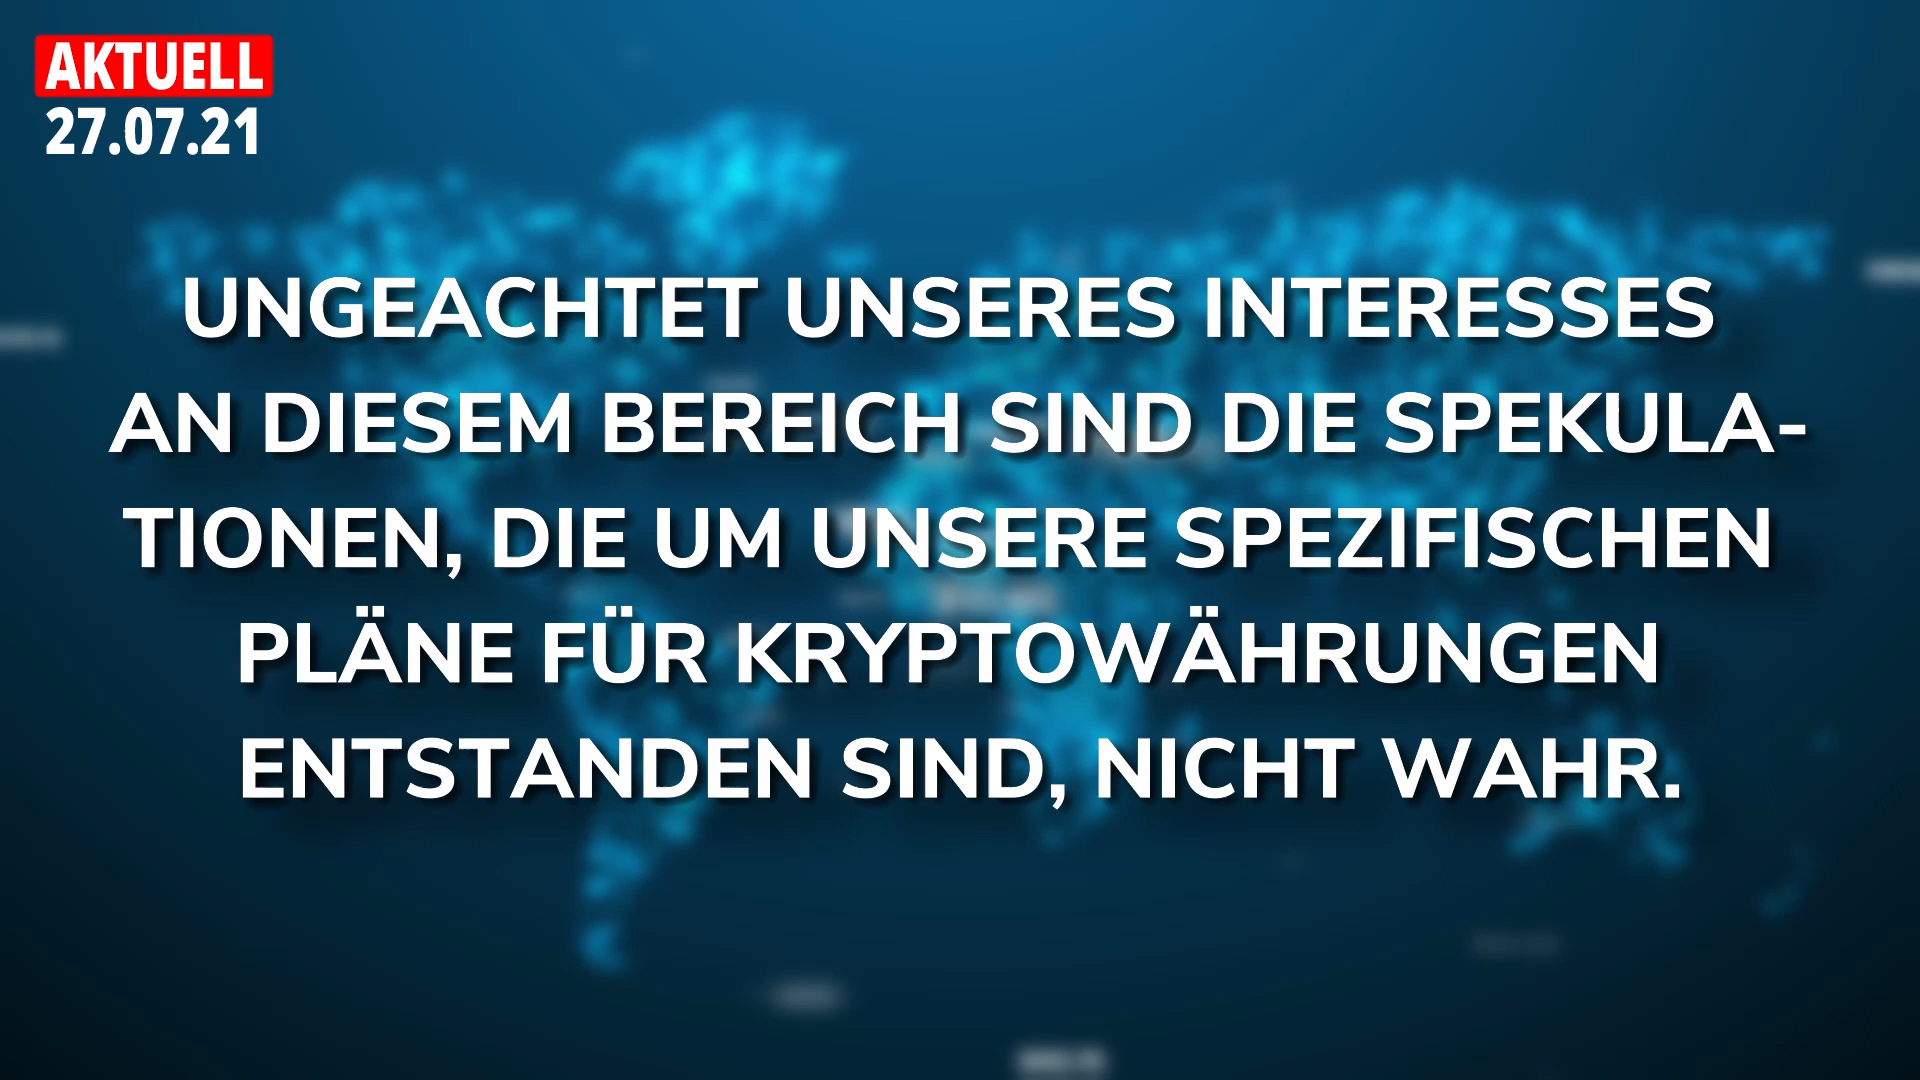 AKTUELL
27.07.21
UNGEACHTET UNSERES INTERESSES
AN DIESEM BEREICH SIND DIE SPEKULA-
TIONEN, DIE UM UNSERE SPEZIFISCHEN
PLÄNE FÜR KRYPTOWÄHRUNGEN
ENTSTANDEN SIND, NICHT WAHR.